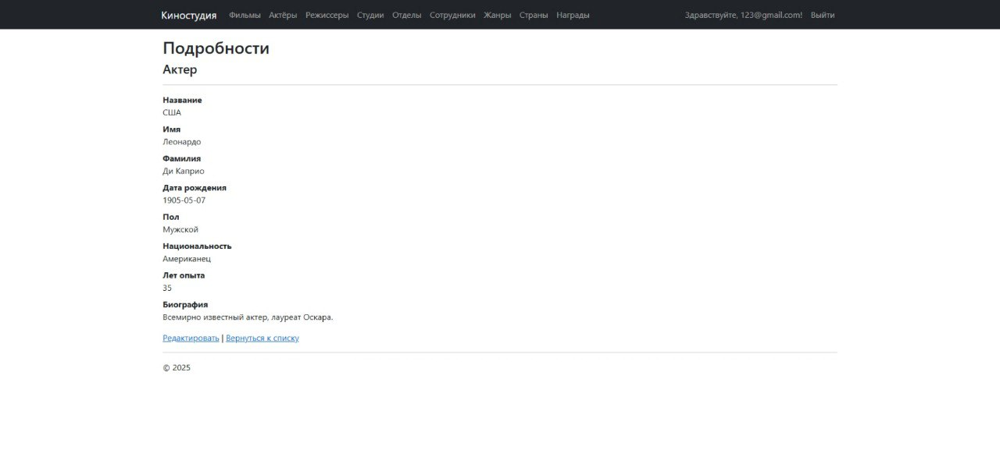 Киностудия Фильмы Актёры Режиссеры Студии Отделы Сотрудники Жанры Страны Награды Здравствуйте, 123@gmail.com! Выйти
Подробности
Актер
Название
США
Имя
Леонардо
Фамилия
Ди Каприо
Дата рождения
1905-05-07
Пол
Мужской
Национальность
Американец
Лет опыта
35
Биография
Всемирно известный актер, лауреат Оскара.
Редактировать | Вернуться к списку
© 2025